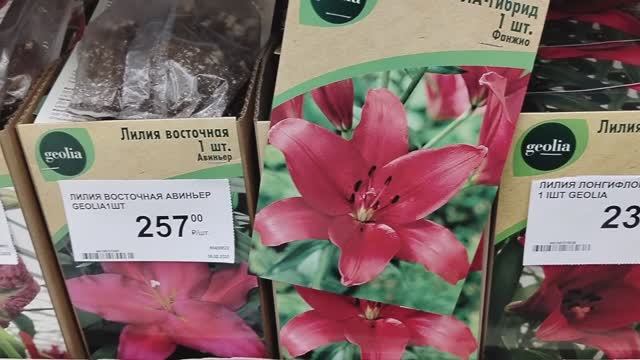 geolia
Лилия восточная
1 шт.
Авиньер
ЛИЛИЯ ВОСТОЧНАЯ АВИНЬЕР
GEOLIA1ШТ
257 00
₽/шт.
-гибрид
1 шт.
Фанжио
geolia
Лилия
ЛИЛИЯ ЛОНГИФЛО
1 ШТ GEOLIA
23